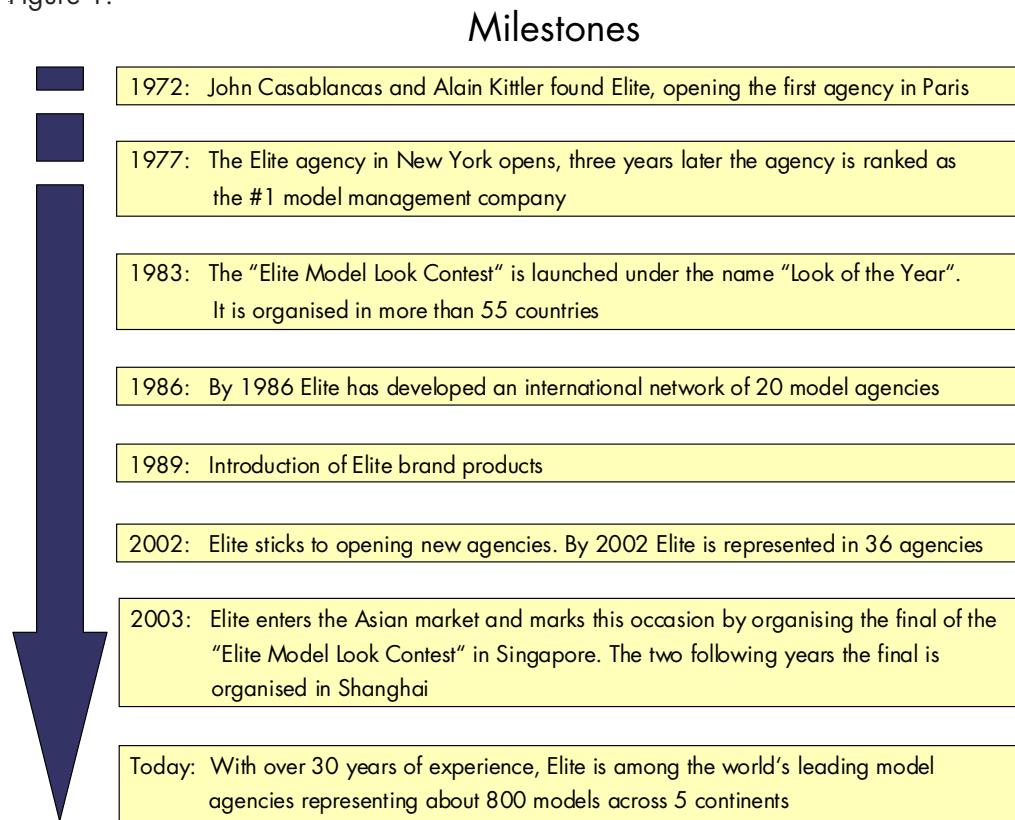 Figure 1.
Milestones
1972: John Casablancas and Alain Kittler found Elite, opening the first agency in Paris
1977: The Elite agency in New York opens, three years later the agency is ranked as
the #1 model management company
1983: The “Elite Model Look Contest“ is launched under the name “Look of the Year“.
It is organised in more than 55 countries
1986: By 1986 Elite has developed an international network of 20 model agencies
1989: Introduction of Elite brand products
2002: Elite sticks to opening new agencies. By 2002 Elite is represented in 36 agencies
2003: Elite enters the Asian market and marks this occasion by organising the final of the
“Elite Model Look Contest“ in Singapore. The two following years the final is
organised in Shanghai
Today: With over 30 years of experience, Elite is among the world‘s leading model
agencies representing about 800 models across 5 continents